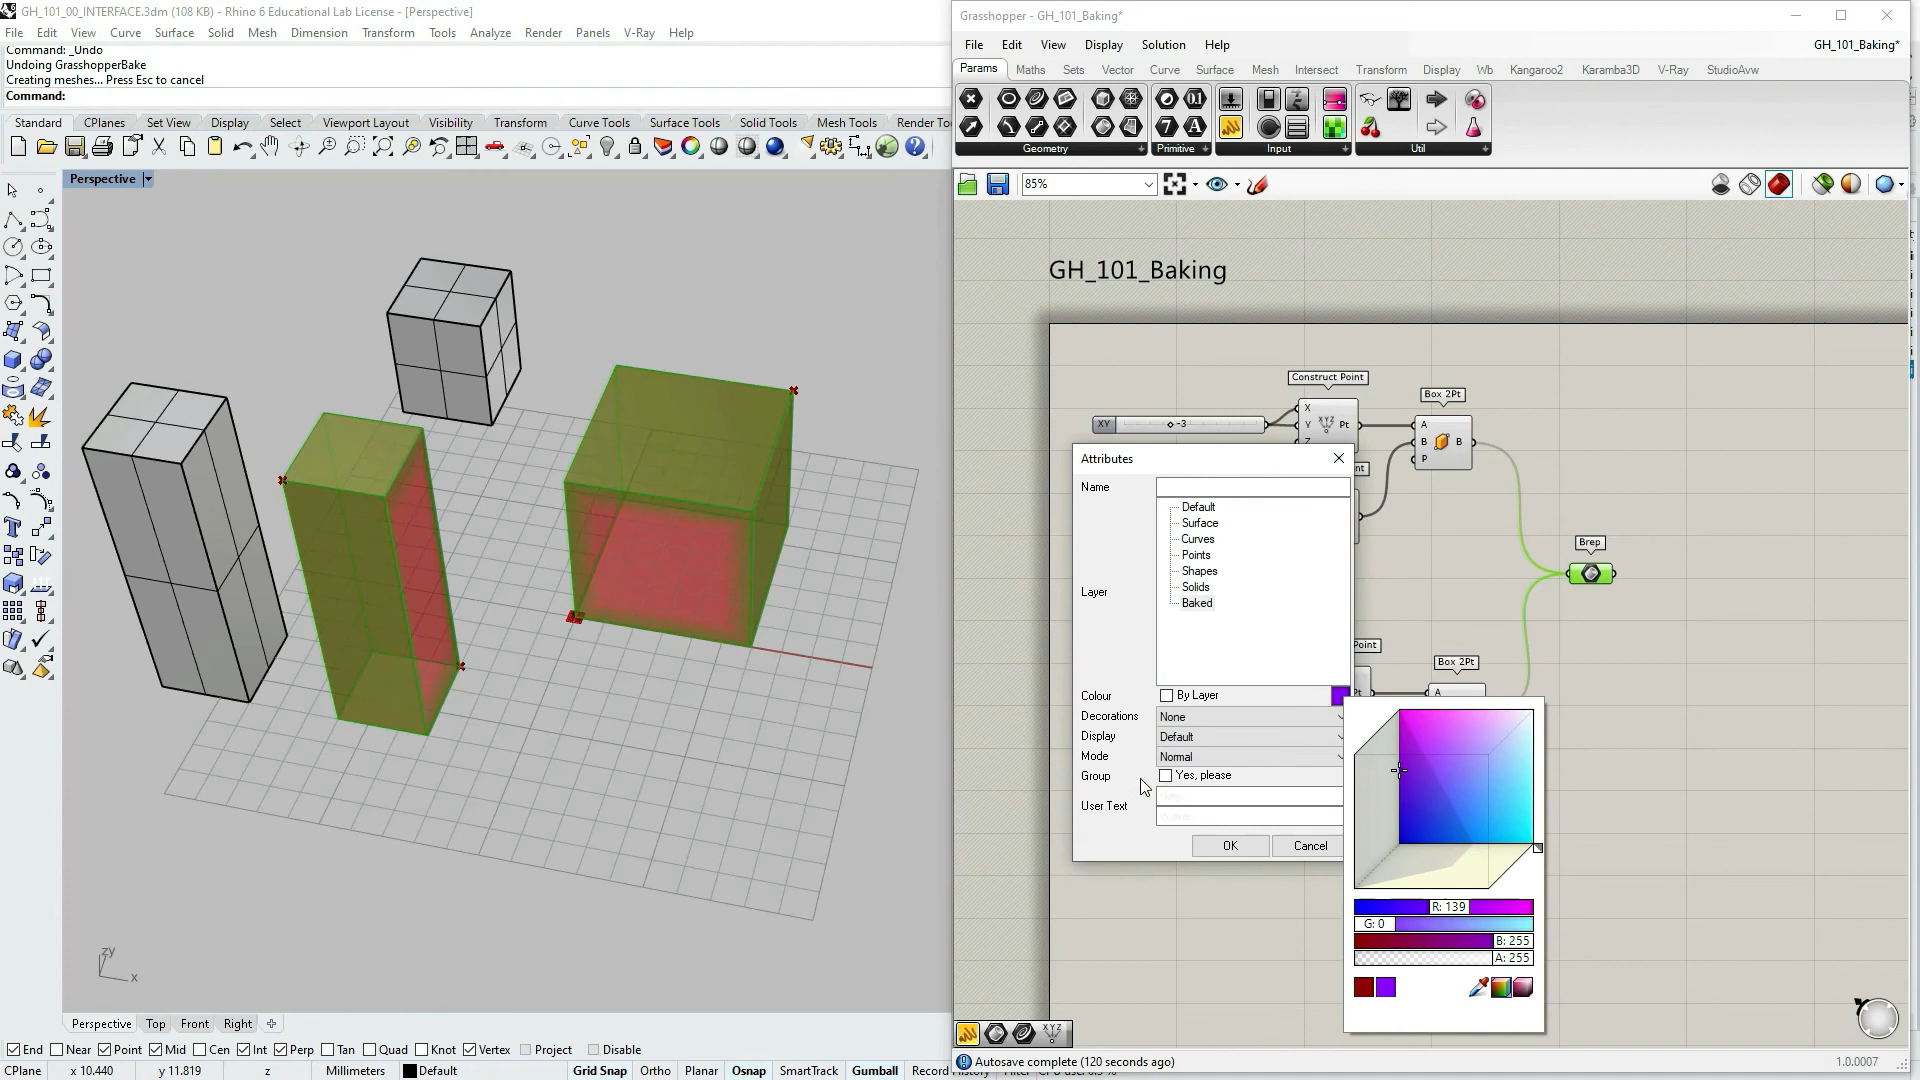 GH_101_00_INTERFACE.3dm (108 KB) - Rhino 6 Educational Lab License - [Perspective]
File Edit View Curve Surface Solid Mesh Dimension Transform Tools Analyze Render Panels V-Ray Help
Command: _Undo
Undoing GrasshopperBake
Creating meshes... Press Esc to cancel
Command:
Standard CPlanes Set View Display Select Viewport Layout Visibility Transform Curve Tools Surface Tools Solid Tools Mesh Tools Render To
Perspective
zy
x
Perspective Top Front Right
End Near Point Mid Cen Int Perp Tan Quad Knot Vertex Project Disable
CPlane x 10.440 y 11.819 z Millimeters Default Grid Snap Ortho Planar Osnap SmartTrack Gumball Record
Grasshopper - GH_101_Baking*
File Edit View Display Solution Help GH_101_Baking*
Params Maths Sets Vector Curve Surface Mesh Intersect Transform Display Wb Kangaroo2 Karamba3D V-Ray StudioAvw
Geometry Primitive Input Util
85%
GH_101_Baking
Construct Point
Box 2Pt
XY -3
X
Y
XYZ
Pt
A
B
P
B
nt
Brep
Point
Box 2Pt
Pt
A
Attributes
Name
Layer
Default
Surface
Curves
Points
Shapes
Solids
Baked
Colour By Layer
Decorations None
Display Default
Mode Normal
Group Yes, please
User Text
OK Cancel
R: 139
G: 0
B: 255
A: 255
XYZ
Autosave complete (120 seconds ago) 1.0.0007